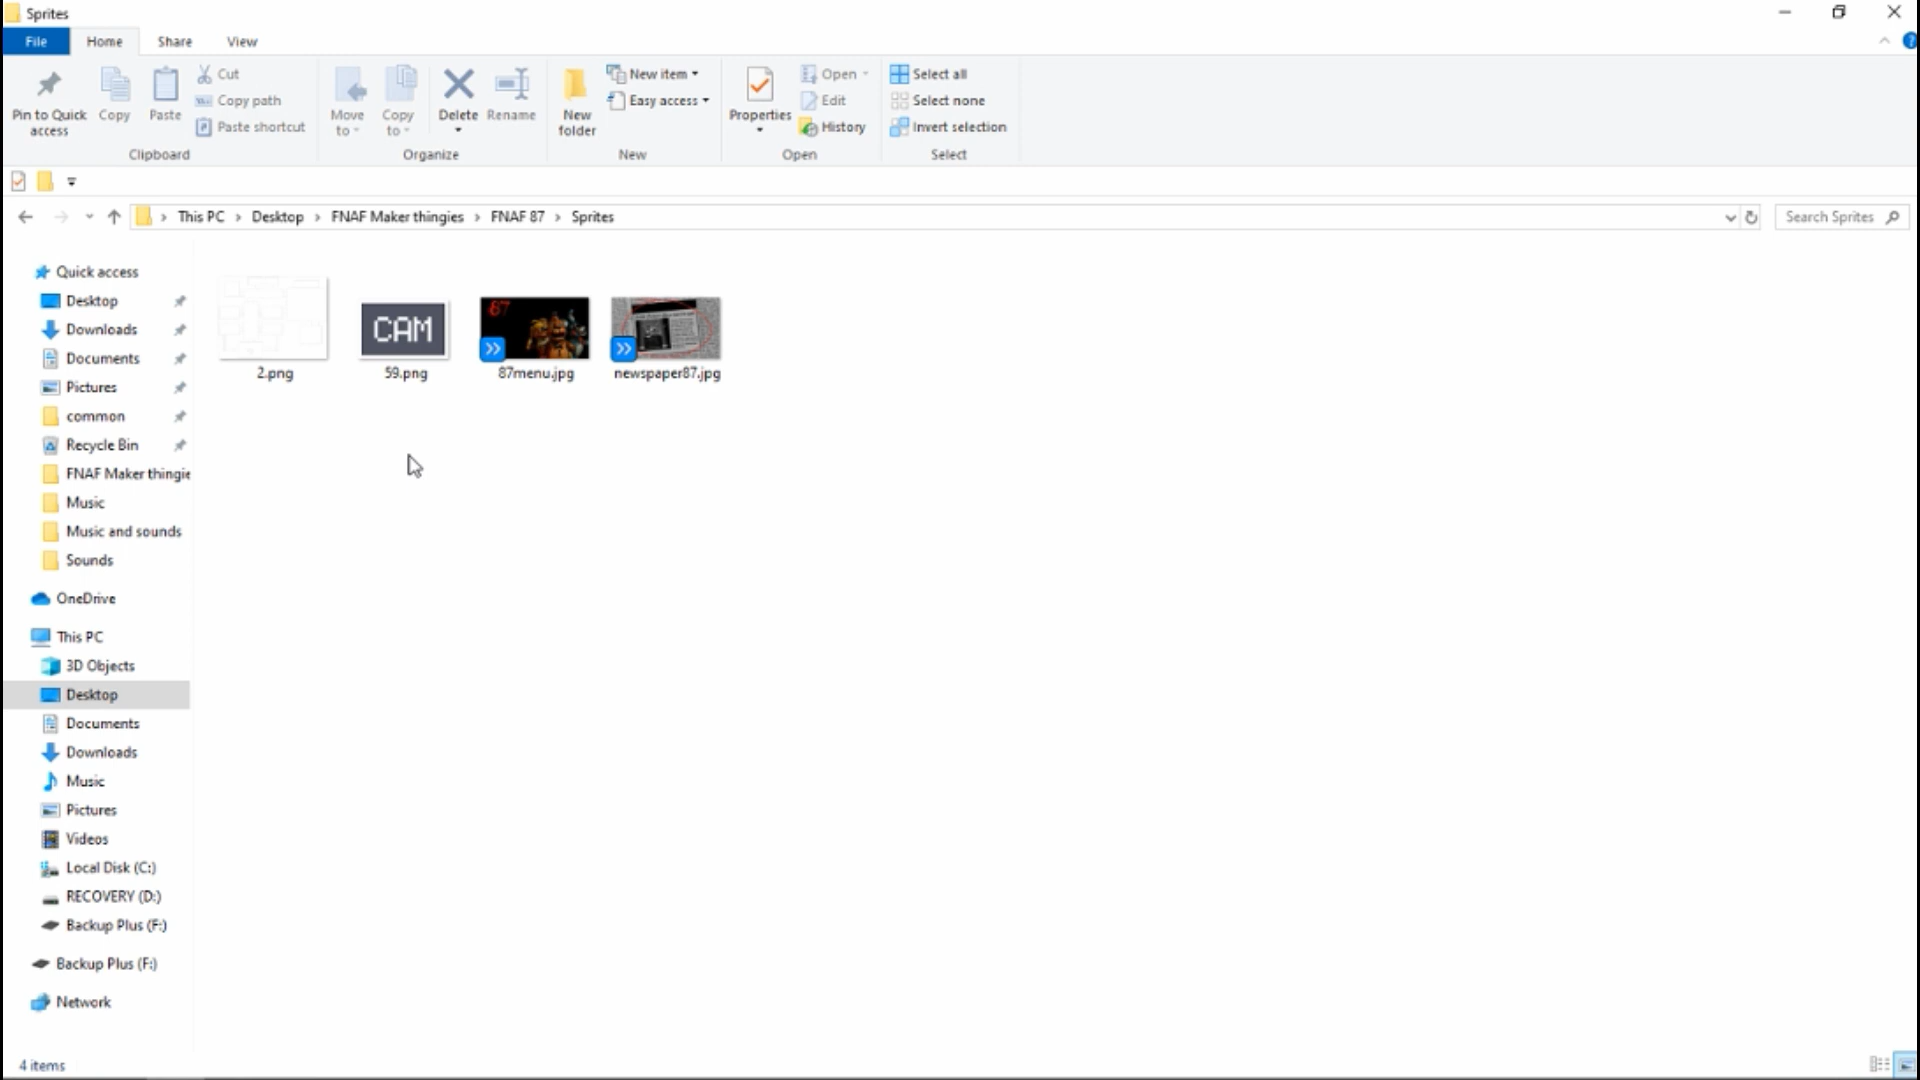 Sprites
File Home Share View
Pin to Quick access
Copy
Paste
Cut
Copy path
Paste shortcut
Clipboard
Move to
Copy to
Delete
Rename
Organize
New folder
New item
Easy access
New
Properties
Open
Edit
History
Open
Select all
Select none
Invert selection
Select
This PC > Desktop > FNAF Maker thingies > FNAF 87 > Sprites
Search Sprites
Quick access
Desktop
Downloads
Documents
Pictures
common
Recycle Bin
FNAF Maker thingie
Music
Music and sounds
Sounds
OneDrive
This PC
3D Objects
Desktop
Documents
Downloads
Music
Pictures
Videos
Local Disk (C:)
RECOVERY (D:)
Backup Plus (F:)
Backup Plus (F:)
Network
CAM
87
2.png
59.png
87menu.jpg
newspaper87.jpg
4 items